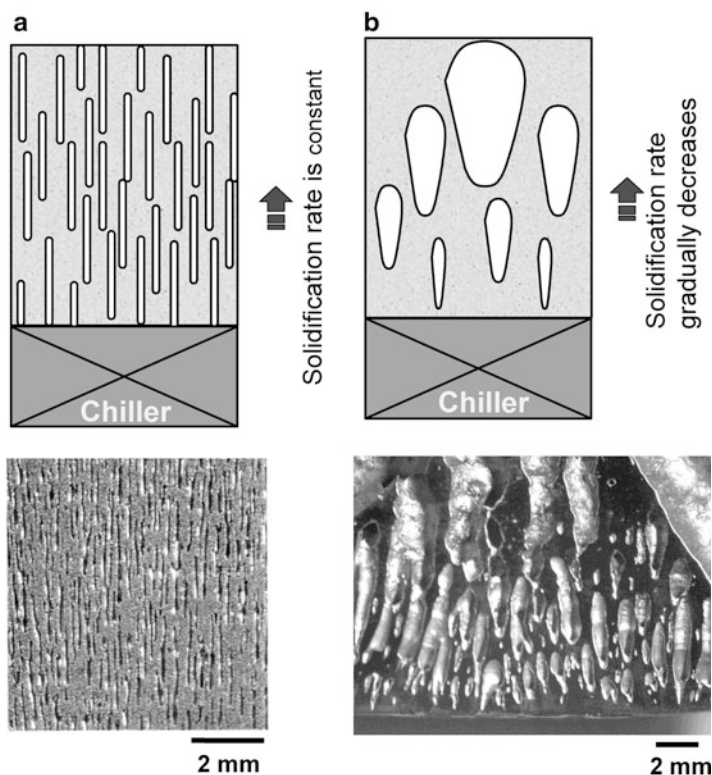 a
Solidification rate is constant
Chiller
2 mm
b
Solidification rate
gradually decreases
Chiller
2 mm